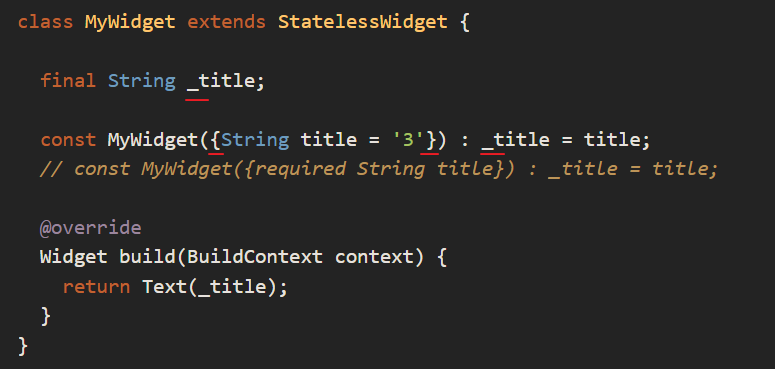 class MyWidget extends StatelessWidget {
final String _title;
const MyWidget({String title = '3'}) : _title = title;
// const MyWidget({required String title}) : _title = title;
@override
Widget build(BuildContext context) {
return Text(_title);
}
}